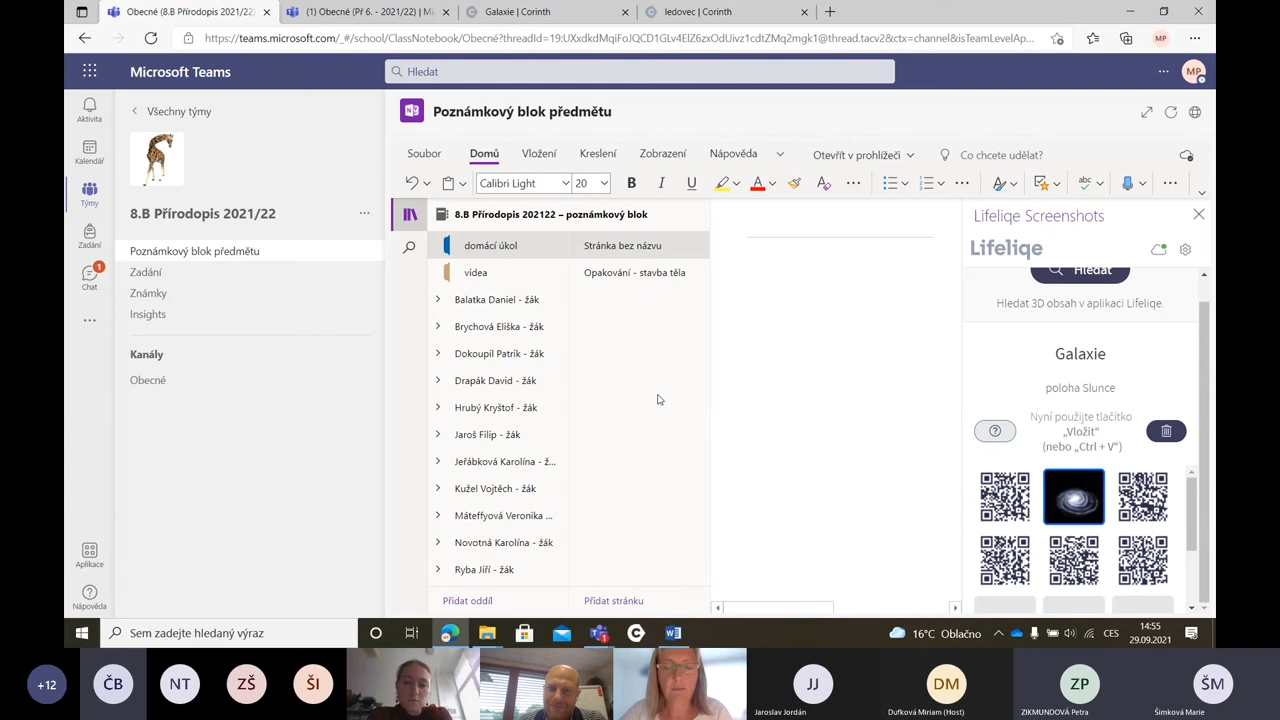 Obecné (8.B Přírodopis 2021/22)
(1) Obecné (Př 6. - 2021/22) | Mi
Galaxie | Corinth
ledovec | Corinth
https://teams.microsoft.com/_#/school/ClassNotebook/Obecné?threadId=19:UXxdkdMqiFoJQCD1GLv4ElZ6zxOdUivz1cdtZMq2mgk1@thread.tacv2&ctx=channel&isTeamLevelAp...
MP
Microsoft Teams
Hledat
MP
Aktivita
Kalendář
Týmy
Zadání
Chat
1
Aplikace
Nápověda
Všechny týmy
8.B Přírodopis 2021/22
Poznámkový blok předmětu
Zadání
Známky
Insights
Kanály
Obecné
Poznámkový blok předmětu
Soubor
Domů
Vložení
Kreslení
Zobrazení
Nápověda
Otevřít v prohlížeči
Co chcete udělat?
Calibri Light
20
B
I
U
A
abc
8.B Přírodopis 202122 – poznámkový blok
domácí úkol
Stránka bez názvu
videa
Opakování - stavba těla
Balatka Daniel - žák
Brychová Eliška - žák
Dokoupil Patrik - žák
Drapák David - žák
Hrubý Kryštof - žák
Jaroš Filip - žák
Jeřábková Karolína - ž...
Kužel Vojtěch - žák
Máteffyová Veronika ...
Novotná Karolína - žák
Ryba Jiří - žák
Přidat oddíl
Přidat stránku
Lifeliqe Screenshots
Lifeliqe
Hledat
Hledat 3D obsah v aplikaci Lifeliqe.
Galaxie
poloha Slunce
Nyní použijte tlačítko
„Vložit“
(nebo „Ctrl + V“)
Sem zadejte hledaný výraz
16°C Oblačno
CES
14:55
29.09.2021
+12
ČB
NT
ZŠ
ŠI
JJ
Jaroslav Jordán
DM
Dufková Miriam (Host)
ZP
ZIKMUNDOVÁ Petra
ŠM
Šimková Marie